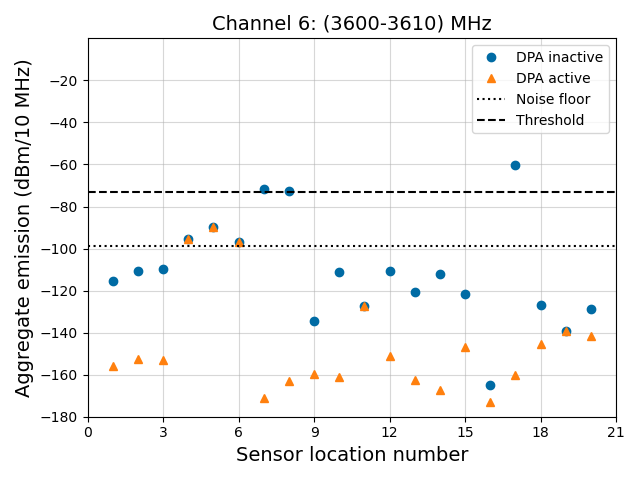 Channel 6: (3600-3610) MHz
DPA inactive
DPA active
Noise floor
Threshold
Aggregate emission (dBm/10 MHz)
−20
−40
−60
−80
−100
−120
−140
−160
−180
0 3 6 9 12 15 18 21
Sensor location number